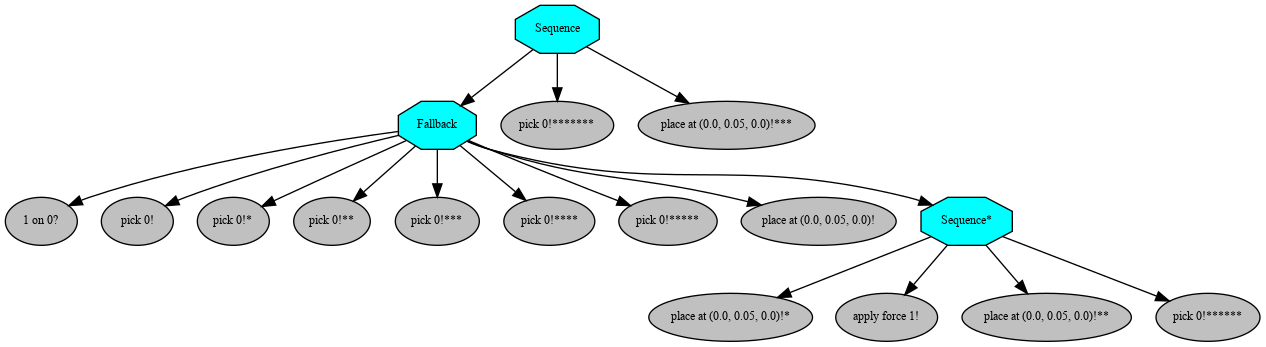 Sequence
Fallback
pick 0!*******
place at (0.0, 0.05, 0.0)!***
1 on 0?
pick 0!
pick 0!*
pick 0!**
pick 0!***
pick 0!****
pick 0!*****
place at (0.0, 0.05, 0.0)!
Sequence*
place at (0.0, 0.05, 0.0)!*
apply force 1!
place at (0.0, 0.05, 0.0)!**
pick 0!******